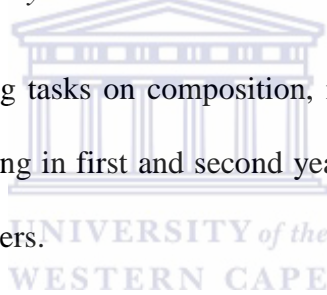 g tasks on composition,
ng in first and second yea
ers.
UNIVERSITY of the
WESTERN CAPE